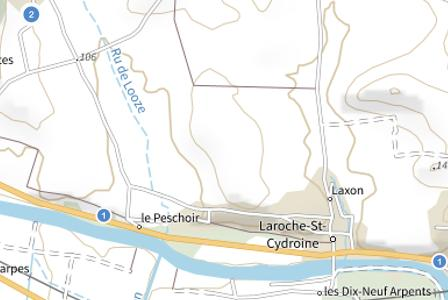 2
106
Ru de Looze
tes
14
Laxon
1
le Peschoir
Laroche-St-
Cydroine
1
arpes
les Dix-Neuf Arpents